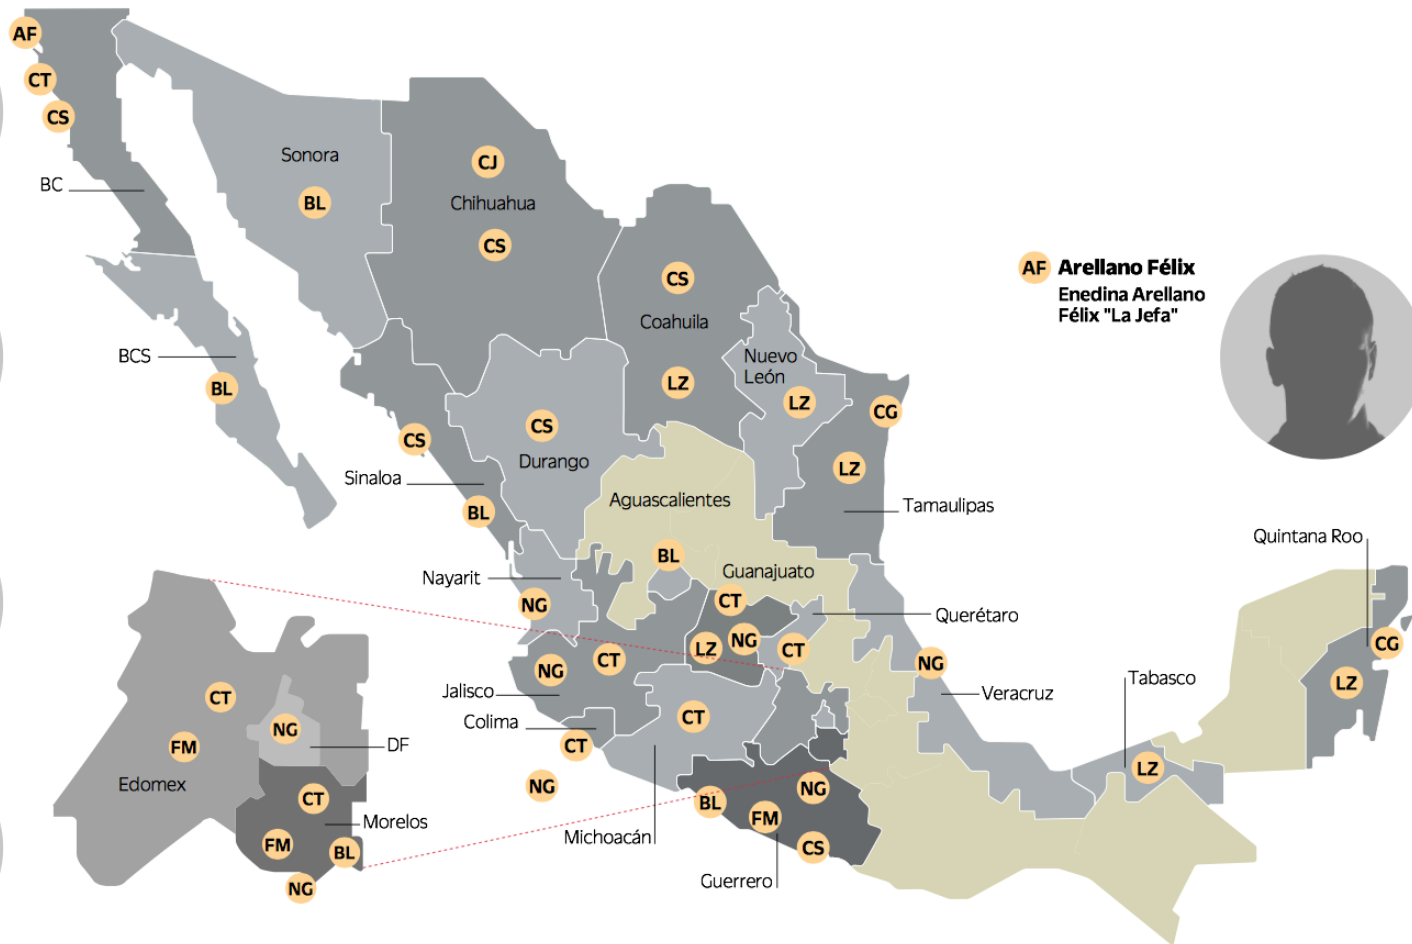 AF
CT
CS
BC
Sonora
BL
CJ
Chihuahua
CS
CS
Coahuila
LZ
Nuevo
León
LZ
CG
LZ
Tamaulipas
AF Arellano Félix
Enedina Arellano
Félix "La Jefa"
BCS
BL
CS
Sinaloa
BL
CS
Durango
Aguascalientes
BL
Guanajuato
CT
NG
LZ
Querétaro
CT
Nayarit
NG
NG
CT
Jalisco
Colima
CT
NG
CT
Michoacán
NG
Veracruz
Tabasco
LZ
Quintana Roo
CG
LZ
CT
NG
FM
DF
Edomex
CT
Morelos
FM
BL
NG
BL
NG
FM
CS
Guerrero